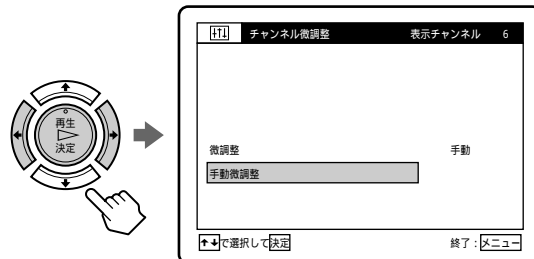 再生
決定
チャンネル微調整 表示チャンネル 6
微調整 手動
手動微調整
で選択して決定 終了：メニュー